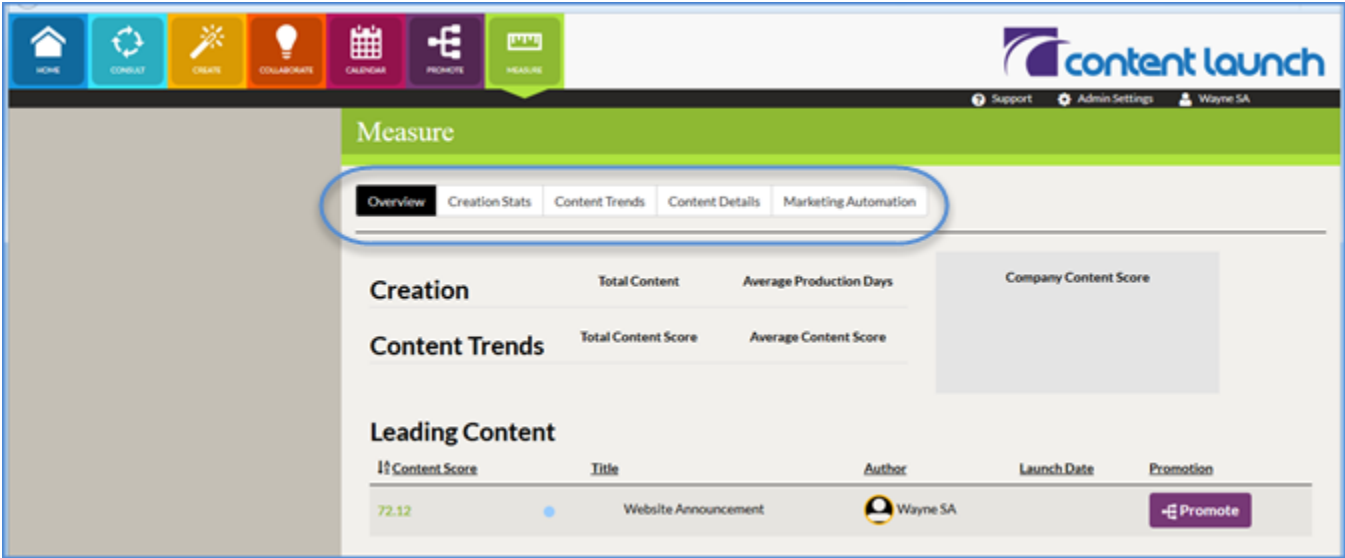 HOME CONSULT CREATE COLLABORATE CALENDAR PROMOTE MEASURE
content launch
Support Admin Settings Wayne SA
Measure
Overview Creation Stats Content Trends Content Details Marketing Automation
Creation Total Content Average Production Days Company Content Score
Content Trends Total Content Score Average Content Score
Leading Content
Content Score Title Author Launch Date Promotion
72.12 Website Announcement Wayne SA Promote